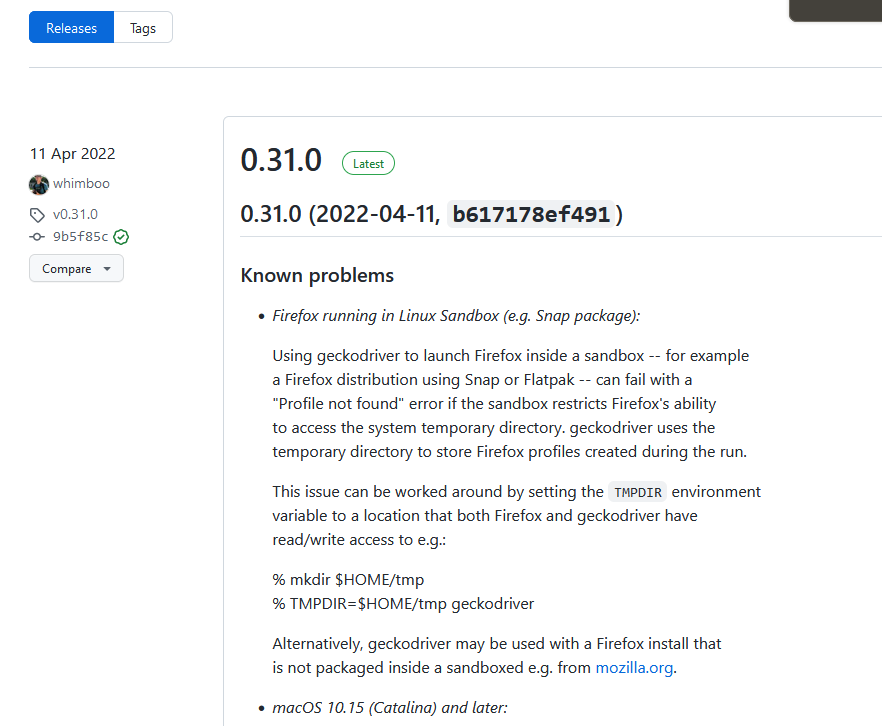 Releases
Tags
11 Apr 2022
whimboo
v0.31.0
9b5f85c
Compare
0.31.0
Latest
0.31.0 (2022-04-11, b617178ef491)
Known problems
• Firefox running in Linux Sandbox (e.g. Snap package):
Using geckodriver to launch Firefox inside a sandbox -- for example
a Firefox distribution using Snap or Flatpak -- can fail with a
"Profile not found" error if the sandbox restricts Firefox's ability
to access the system temporary directory. geckodriver uses the
temporary directory to store Firefox profiles created during the run.
This issue can be worked around by setting the TMPDIR environment
variable to a location that both Firefox and geckodriver have
read/write access to e.g.:
% mkdir $HOME/tmp
% TMPDIR=$HOME/tmp geckodriver
Alternatively, geckodriver may be used with a Firefox install that
is not packaged inside a sandboxed e.g. from mozilla.org.
• macOS 10.15 (Catalina) and later: